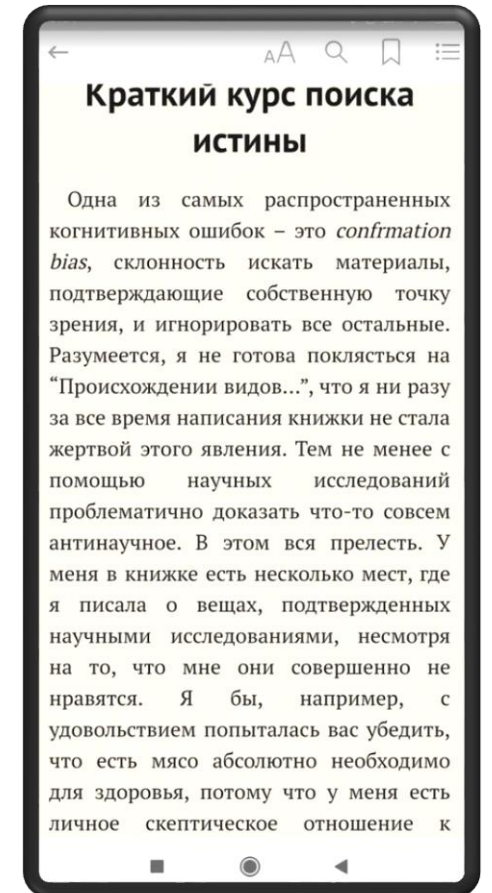 Краткий курс поиска
истины
Одна из самых распространенных
когнитивных ошибок – это confrmation
bias, склонность искать материалы,
подтверждающие собственную точку
зрения, и игнорировать все остальные.
Разумеется, я не готова поклясться на
“Происхождении видов...”, что я ни разу
за все время написания книжки не стала
жертвой этого явления. Тем не менее с
помощью научных исследований
проблематично доказать что-то совсем
антинаучное. В этом вся прелесть. У
меня в книжке есть несколько мест, где
я писала о вещах, подтвержденных
научными исследованиями, несмотря
на то, что мне они совершенно не
нравятся. Я бы, например, с
удовольствием попыталась вас убедить,
что есть мясо абсолютно необходимо
для здоровья, потому что у меня есть
личное скептическое отношение к